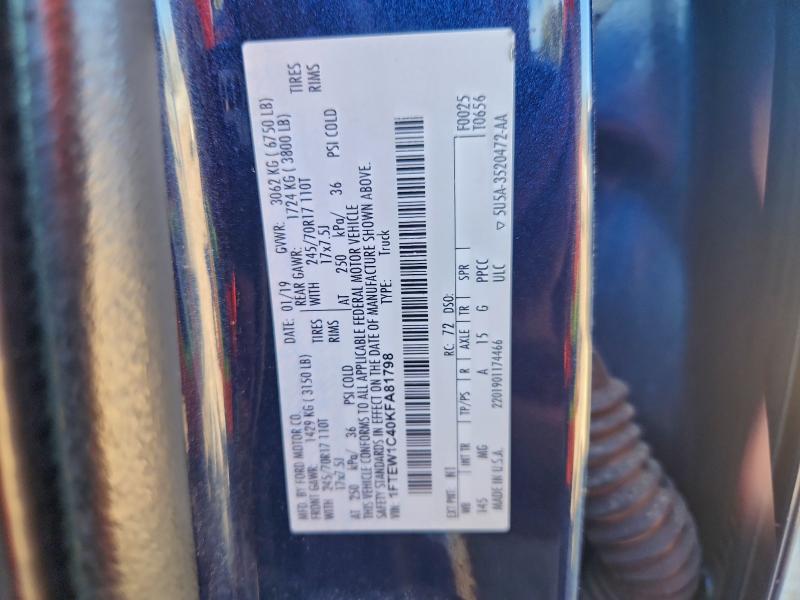 MFD. BY FORD MOTOR CO. DATE: 01/19 GVWR: 3062 KG ( 6750 LB)
FRONT GAWR: 1429 KG ( 3150 LB) REAR GAWR: 1724 KG ( 3800 LB)
WITH 245/70R17 110T TIRES WITH 245/70R17 110T TIRES
17x7.5J RIMS 17x7.5J RIMS
AT 250 kPa/ 36 PSI COLD AT 250 kPa/ 36 PSI COLD
THIS VEHICLE CONFORMS TO ALL APPLICABLE FEDERAL MOTOR VEHICLE
SAFETY STANDARDS IN EFFECT ON THE DATE OF MANUFACTURE SHOWN ABOVE.
VIN: 1FTEW1C40KFA81798 TYPE: Truck
EXT PNT: N1 RC: 72 DSO: F0025
T0656
WB INT TR TP/PS R AXLE TR SPR
145 MG A 15 G PPCC
MADE IN U.S.A. 2201901174466 ULC
5U5A-3520472-AA